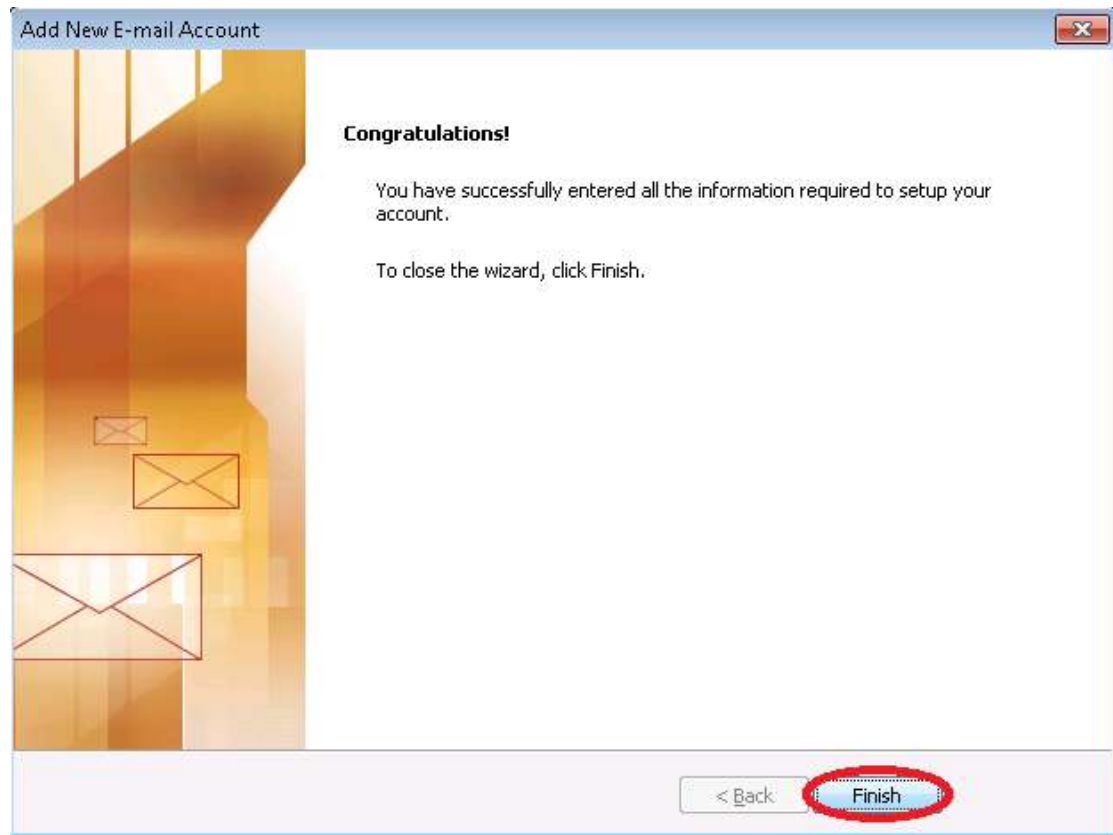 Add New E-mail Account
Congratulations!
You have successfully entered all the information required to setup your
account.
To close the wizard, click Finish.
< Back
Finish